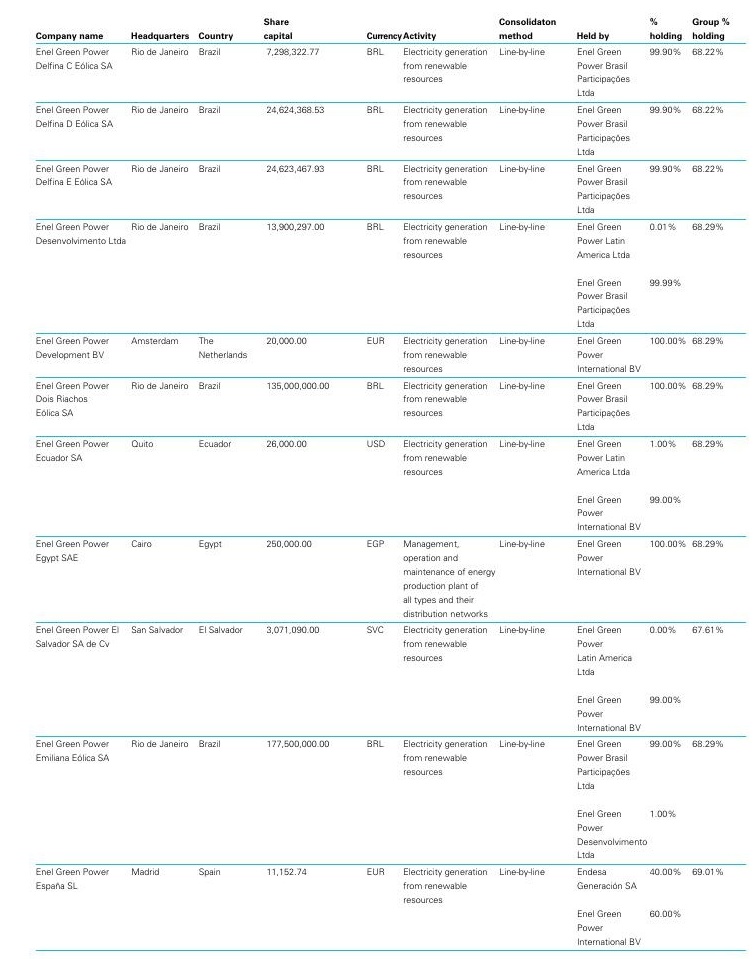 Company name Headquarters Country Share capital Currency Activity Consolidaton method Held by % holding Group % holding
Enel Green Power Rio de Janeiro Brazil 7,298,322.77 BRL Electricity generation Line-by-line Enel Green 99.90% 68.22%
Delfina C Eólica SA from renewable Power Brasil
resources Participações
Ltda
Enel Green Power Rio de Janeiro Brazil 24,624,368.53 BRL Electricity generation Line-by-line Enel Green 99.90% 68.22%
Delfina D Eólica SA from renewable Power Brasil
resources Participações
Ltda
Enel Green Power Rio de Janeiro Brazil 24,623,467.93 BRL Electricity generation Line-by-line Enel Green 99.90% 68.22%
Delfina E Eólica SA from renewable Power Brasil
resources Participações
Ltda
Enel Green Power Rio de Janeiro Brazil 13,900,297.00 BRL Electricity generation Line-by-line Enel Green 0.01% 68.29%
Desenvolvimento Ltda from renewable Power Latin
resources America Ltda
Enel Green 99.99%
Power Brasil
Participações
Ltda
Enel Green Power Amsterdam The 20,000.00 EUR Electricity generation Line-by-line Enel Green 100.00% 68.29%
Development BV Netherlands from renewable Power
resources International BV
Enel Green Power Rio de Janeiro Brazil 135,000,000.00 BRL Electricity generation Line-by-line Enel Green 100.00% 68.29%
Dois Riachos from renewable Power Brasil
Eólica SA resources Participações
Ltda
Enel Green Power Quito Ecuador 26,000.00 USD Electricity generation Line-by-line Enel Green 1.00% 68.29%
Ecuador SA from renewable Power Latin
resources America Ltda
Enel Green 99.00%
Power
International BV
Enel Green Power Cairo Egypt 250,000.00 EGP Management, Line-by-line Enel Green 100.00% 68.29%
Egypt SAE operation and Power
maintenance of energy International BV
production plant of
all types and their
distribution networks
Enel Green Power El San Salvador El Salvador 3,071,090.00 SVC Electricity generation Line-by-line Enel Green 0.00% 67.61%
Salvador SA de Cv from renewable Power
resources Latin America
Ltda
Enel Green 99.00%
Power
International BV
Enel Green Power Rio de Janeiro Brazil 177,500,000.00 BRL Electricity generation Line-by-line Enel Green 99.00% 68.29%
Emiliana Eólica SA from renewable Power Brasil
resources Participações
Ltda
Enel Green 1.00%
Power
Desenvolvimento
Ltda
Enel Green Power Madrid Spain 11,152.74 EUR Electricity generation Line-by-line Endesa 40.00% 69.01%
España SL from renewable Generación SA
resources
Enel Green 60.00%
Power
International BV